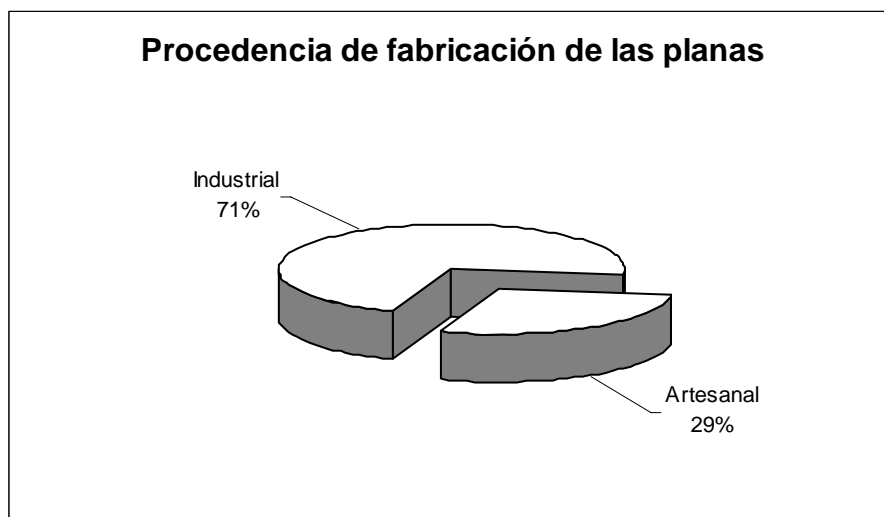 Procedencia de fabricación de las planas
Industrial
71%
Artesanal
29%